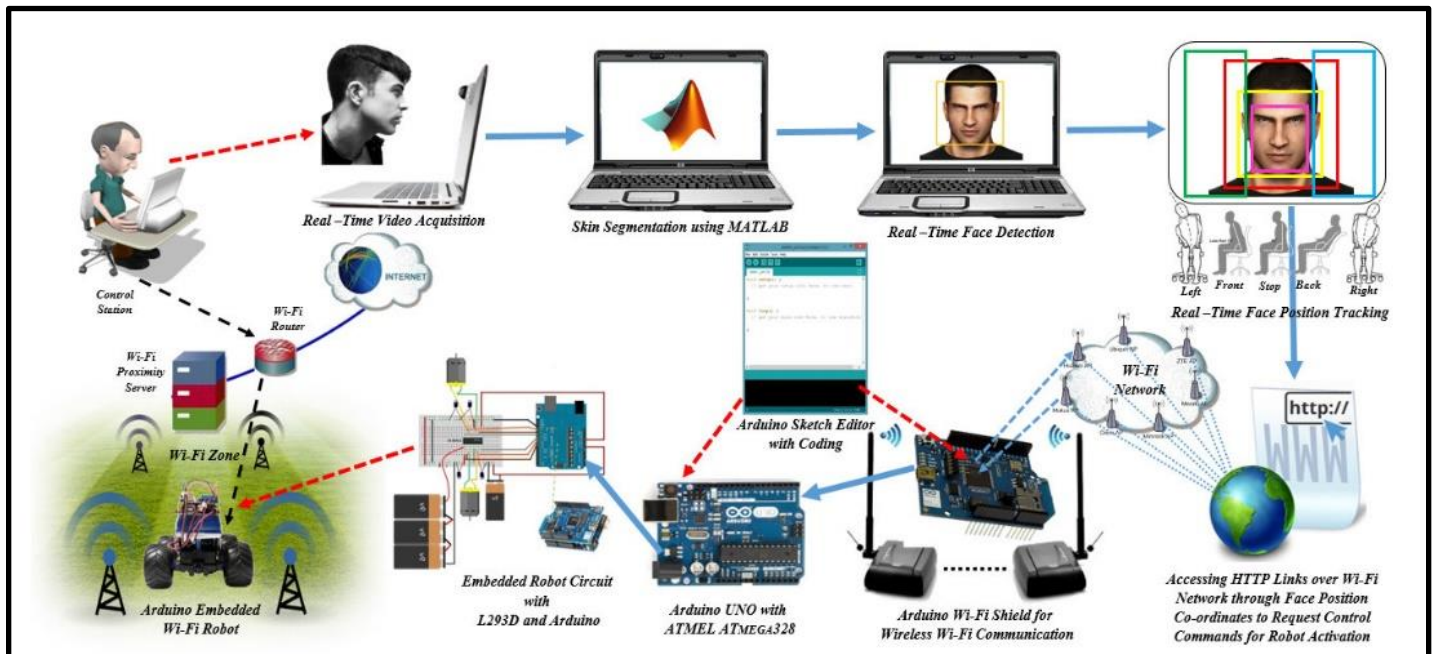 Real –Time Video Acquisition
Skin Segmentation using MATLAB
Real –Time Face Detection
Left
Front
Stop
Back
Right
Real –Time Face Position Tracking
Control
Station
INTERNET
Wi-Fi
Router
Wi-Fi
Proximity
Server
Wi-Fi Zone
Arduino Embedded
Wi-Fi Robot
Arduino Sketch Editor
with Coding
Wi-Fi
Network
http://
WWW
Embedded Robot Circuit
with
L293D and Arduino
ARDUINO
Arduino UNO with
ATMEL ATMEGA328
Arduino Wi-Fi Shield for
Wireless Wi-Fi Communication
Accessing HTTP Links over Wi-Fi
Network through Face Position
Co-ordinates to Request Control
Commands for Robot Activation